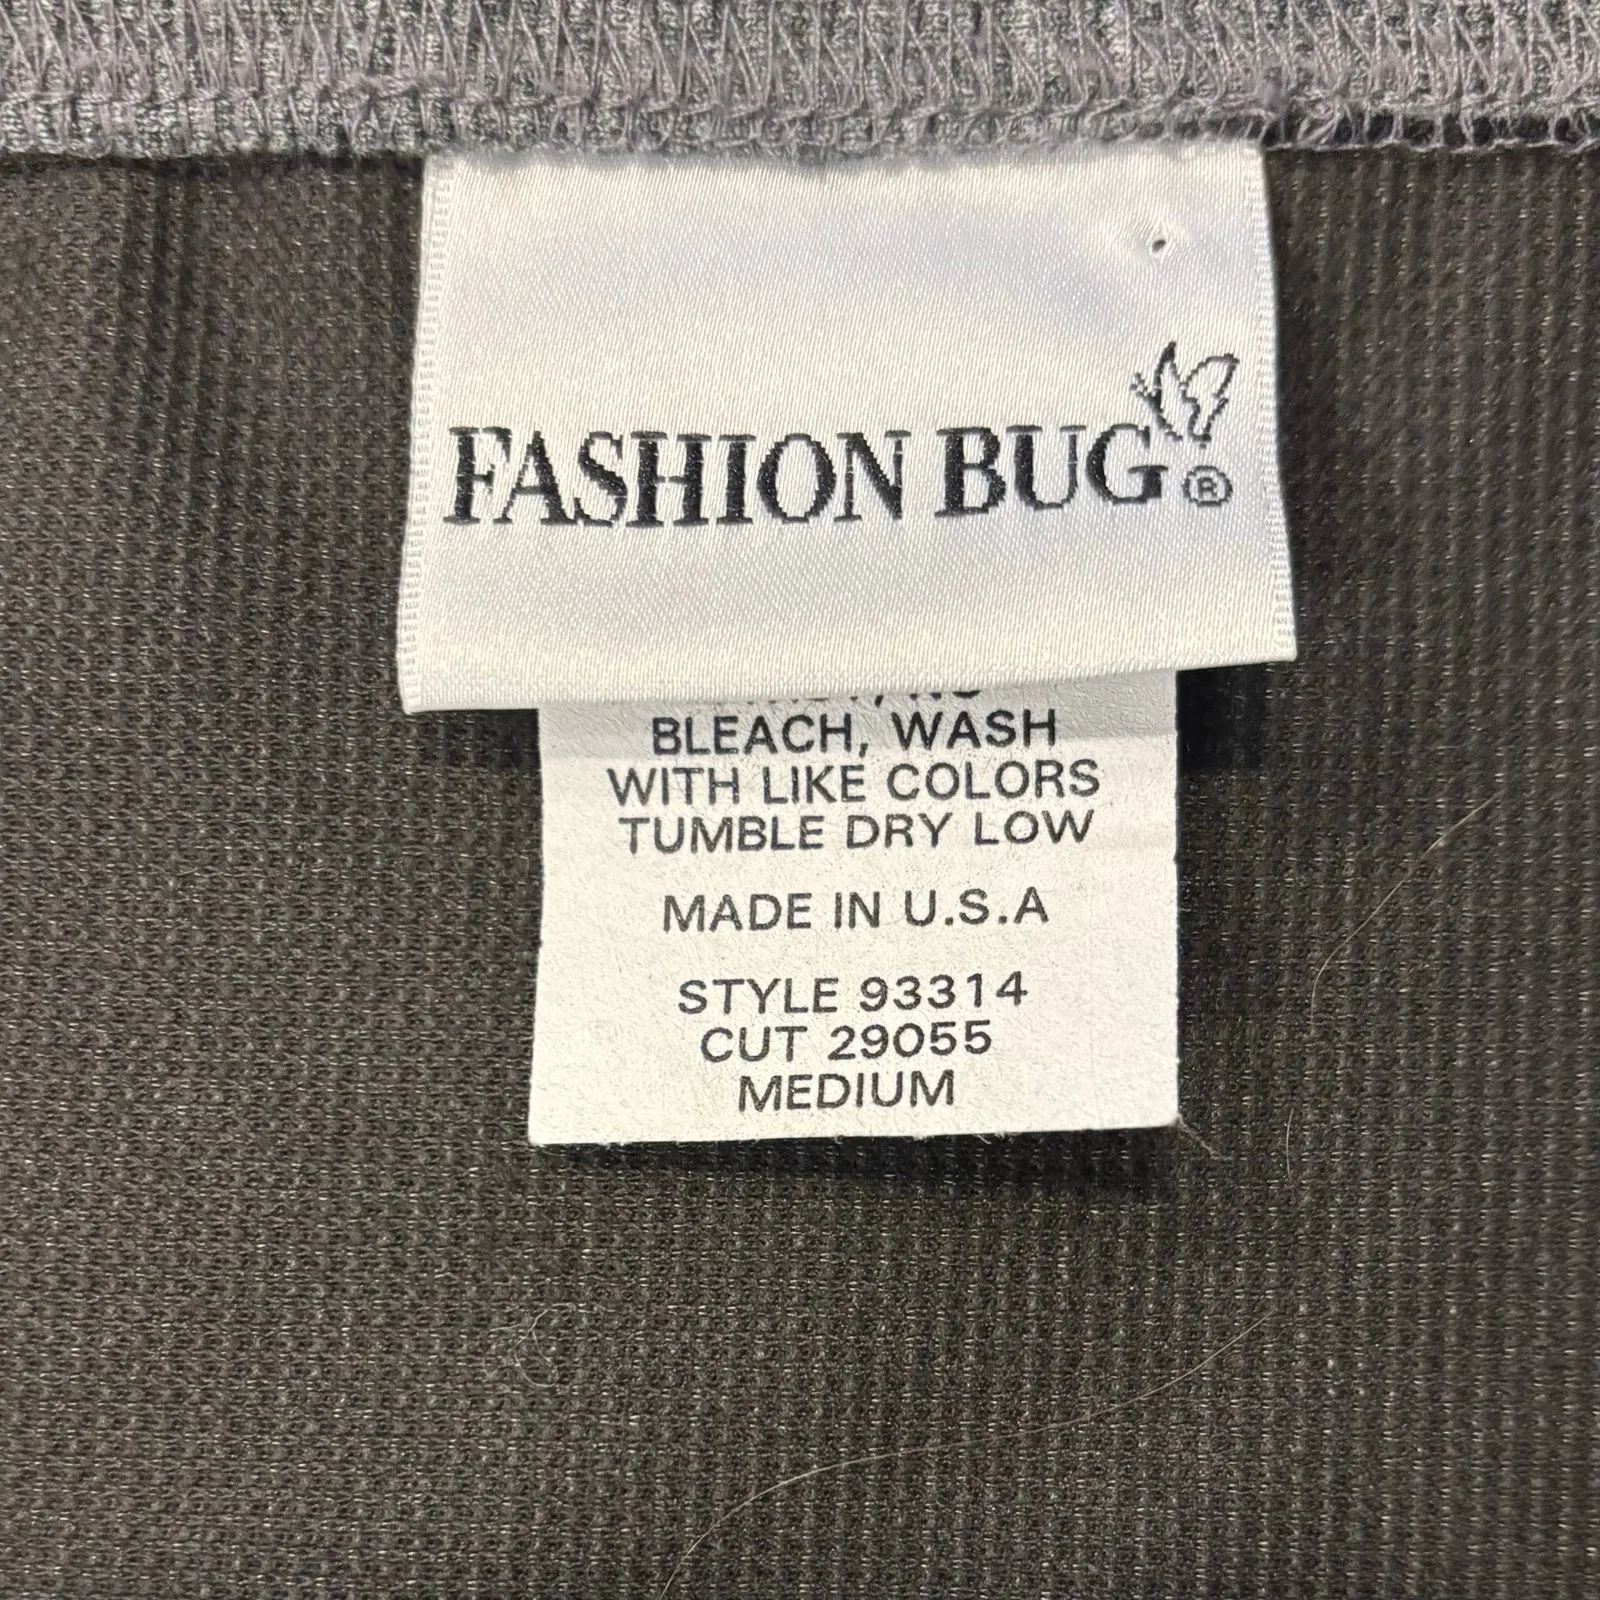 FASHION BUG®
BLEACH, WASH
WITH LIKE COLORS
TUMBLE DRY LOW
MADE IN U.S.A
STYLE 93314
CUT 29055
MEDIUM